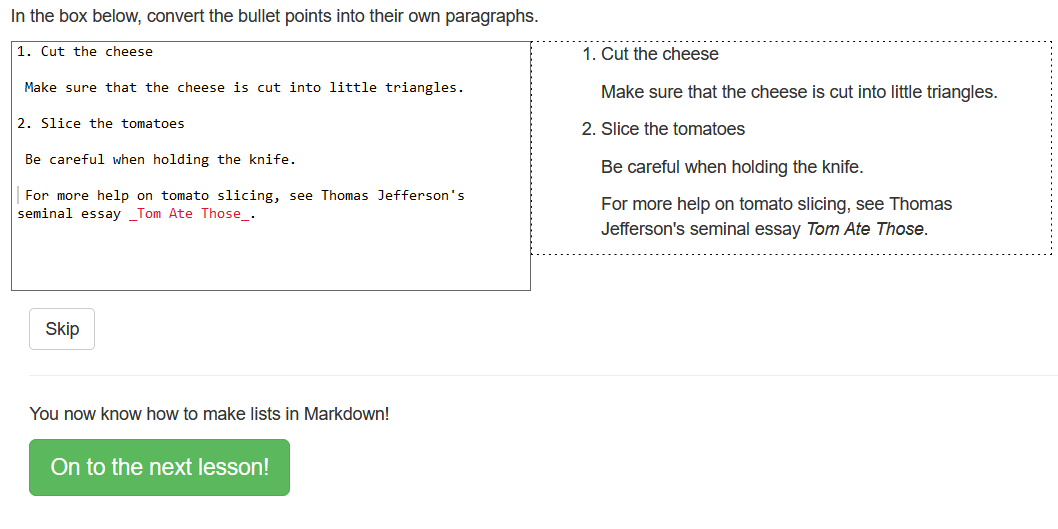 In the box below, convert the bullet points into their own paragraphs.
1. Cut the cheese
Make sure that the cheese is cut into little triangles.
2. Slice the tomatoes
Be careful when holding the knife.
For more help on tomato slicing, see Thomas Jefferson's
seminal essay _Tom Ate Those_.
1. Cut the cheese
Make sure that the cheese is cut into little triangles.
2. Slice the tomatoes
Be careful when holding the knife.
For more help on tomato slicing, see Thomas
Jefferson's seminal essay Tom Ate Those.
Skip
You now know how to make lists in Markdown!
On to the next lesson!